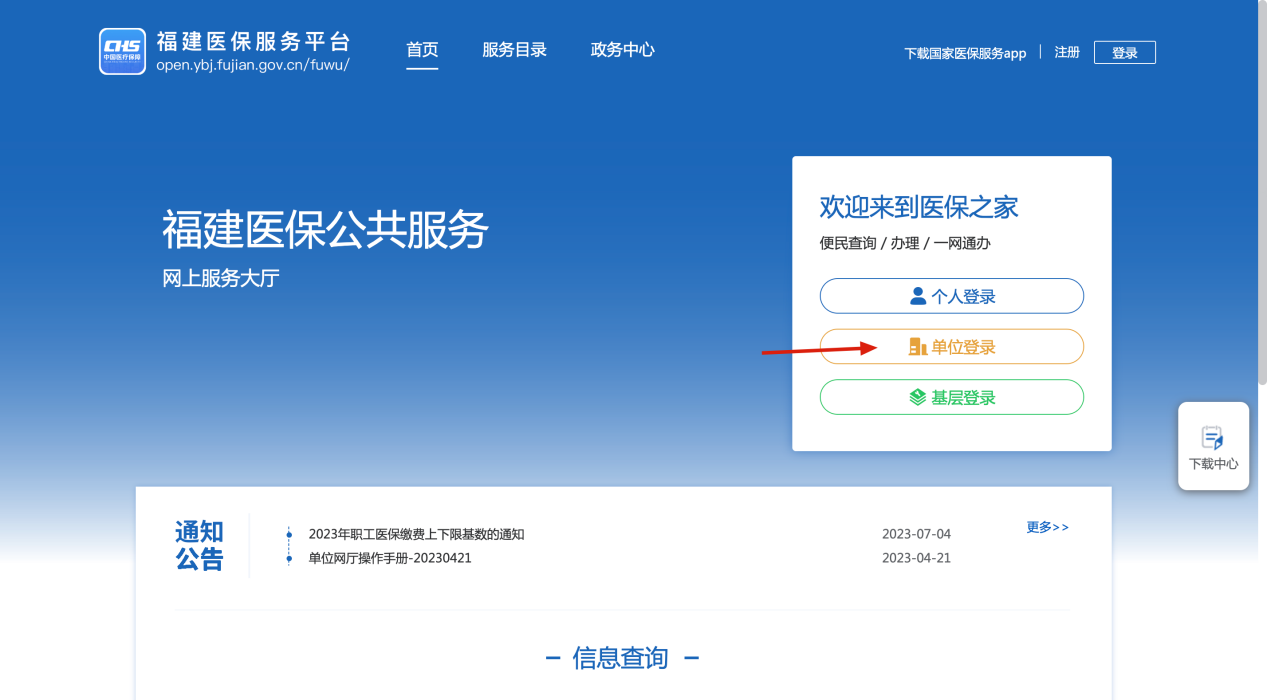 CHS
中国医疗保障
福建医保服务平台
open.ybj.fujian.gov.cn/fuwu/
首页 服务目录 政务中心
下载国家医保服务app | 注册 登录
福建医保公共服务
网上服务大厅
欢迎来到医保之家
便民查询 / 办理 / 一网通办
个人登录
单位登录
基层登录
下载中心
通知
公告
2023年职工医保缴费上下限基数的通知 2023-07-04
单位网厅操作手册-20230421 2023-04-21
更多>>
信息查询